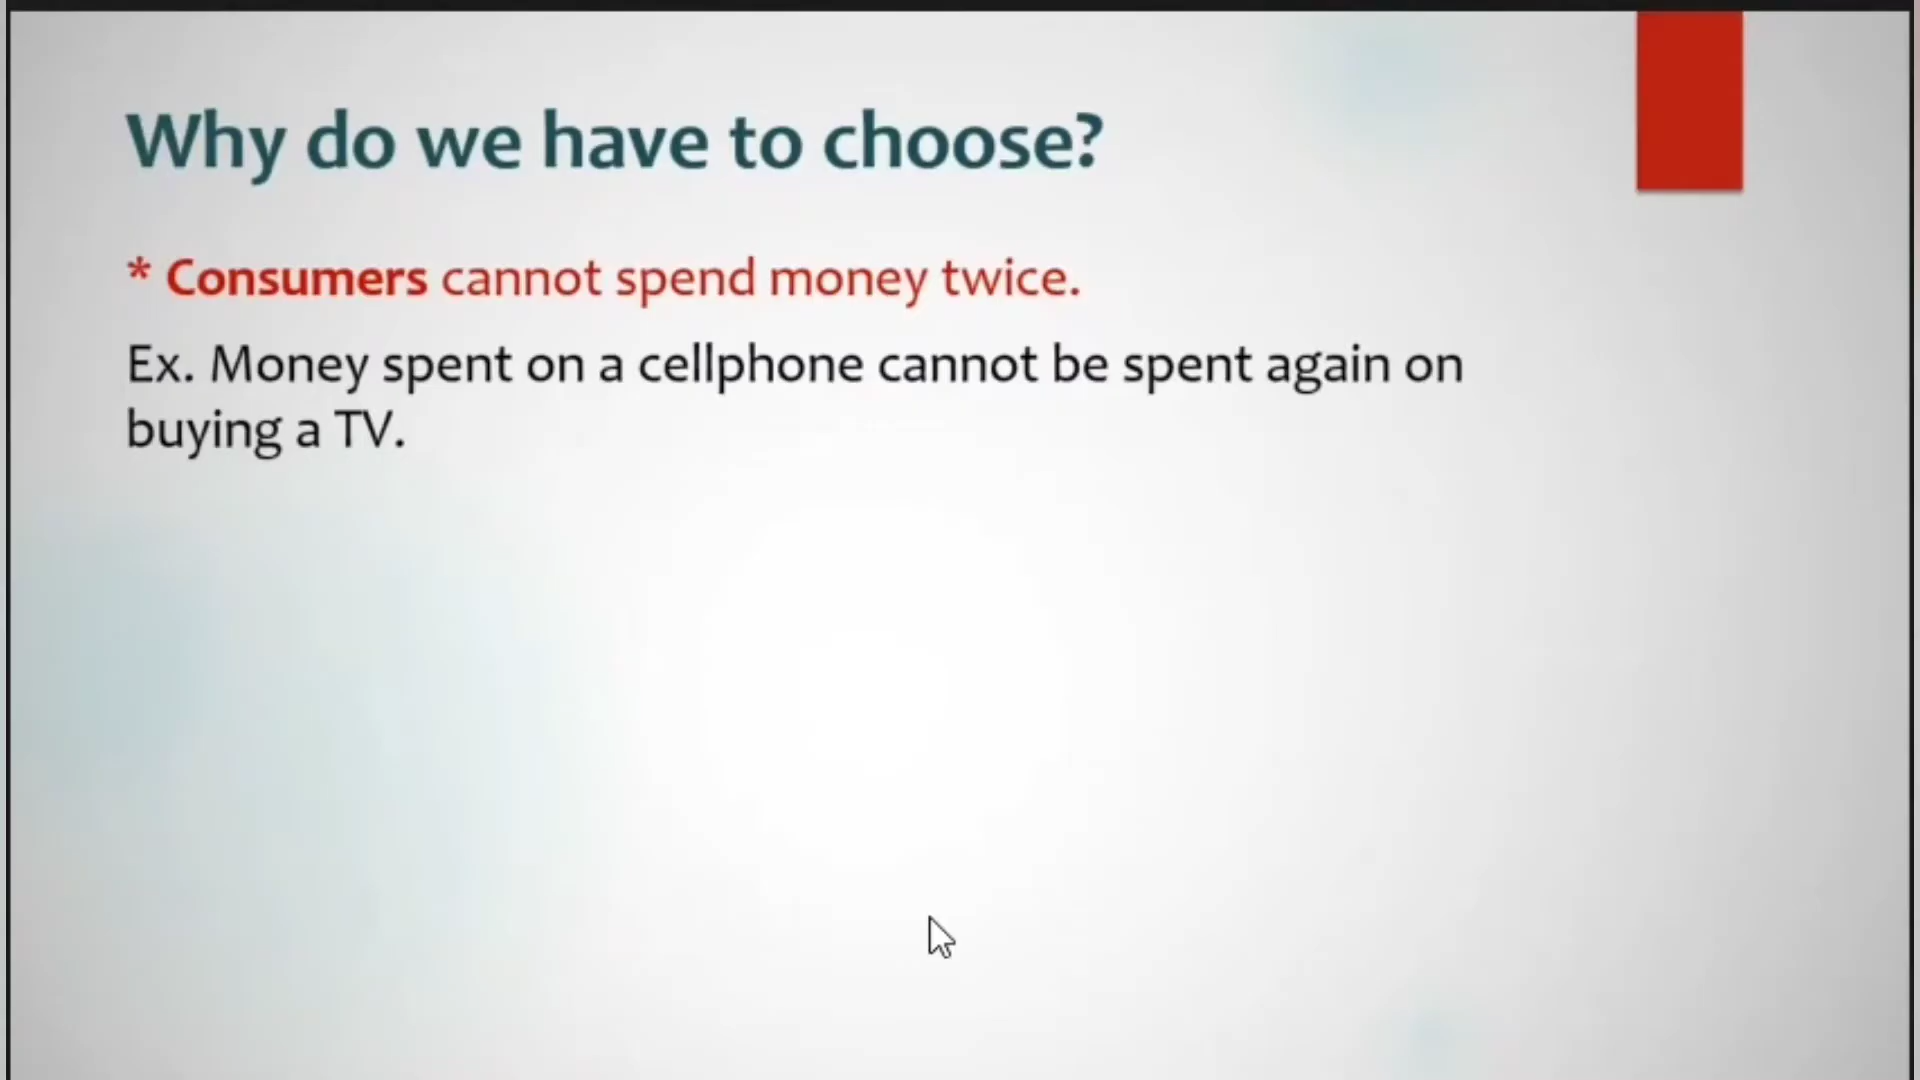 Why do we have to choose?
* Consumers cannot spend money twice.
Ex. Money spent on a cellphone cannot be spent again on
buying a TV.